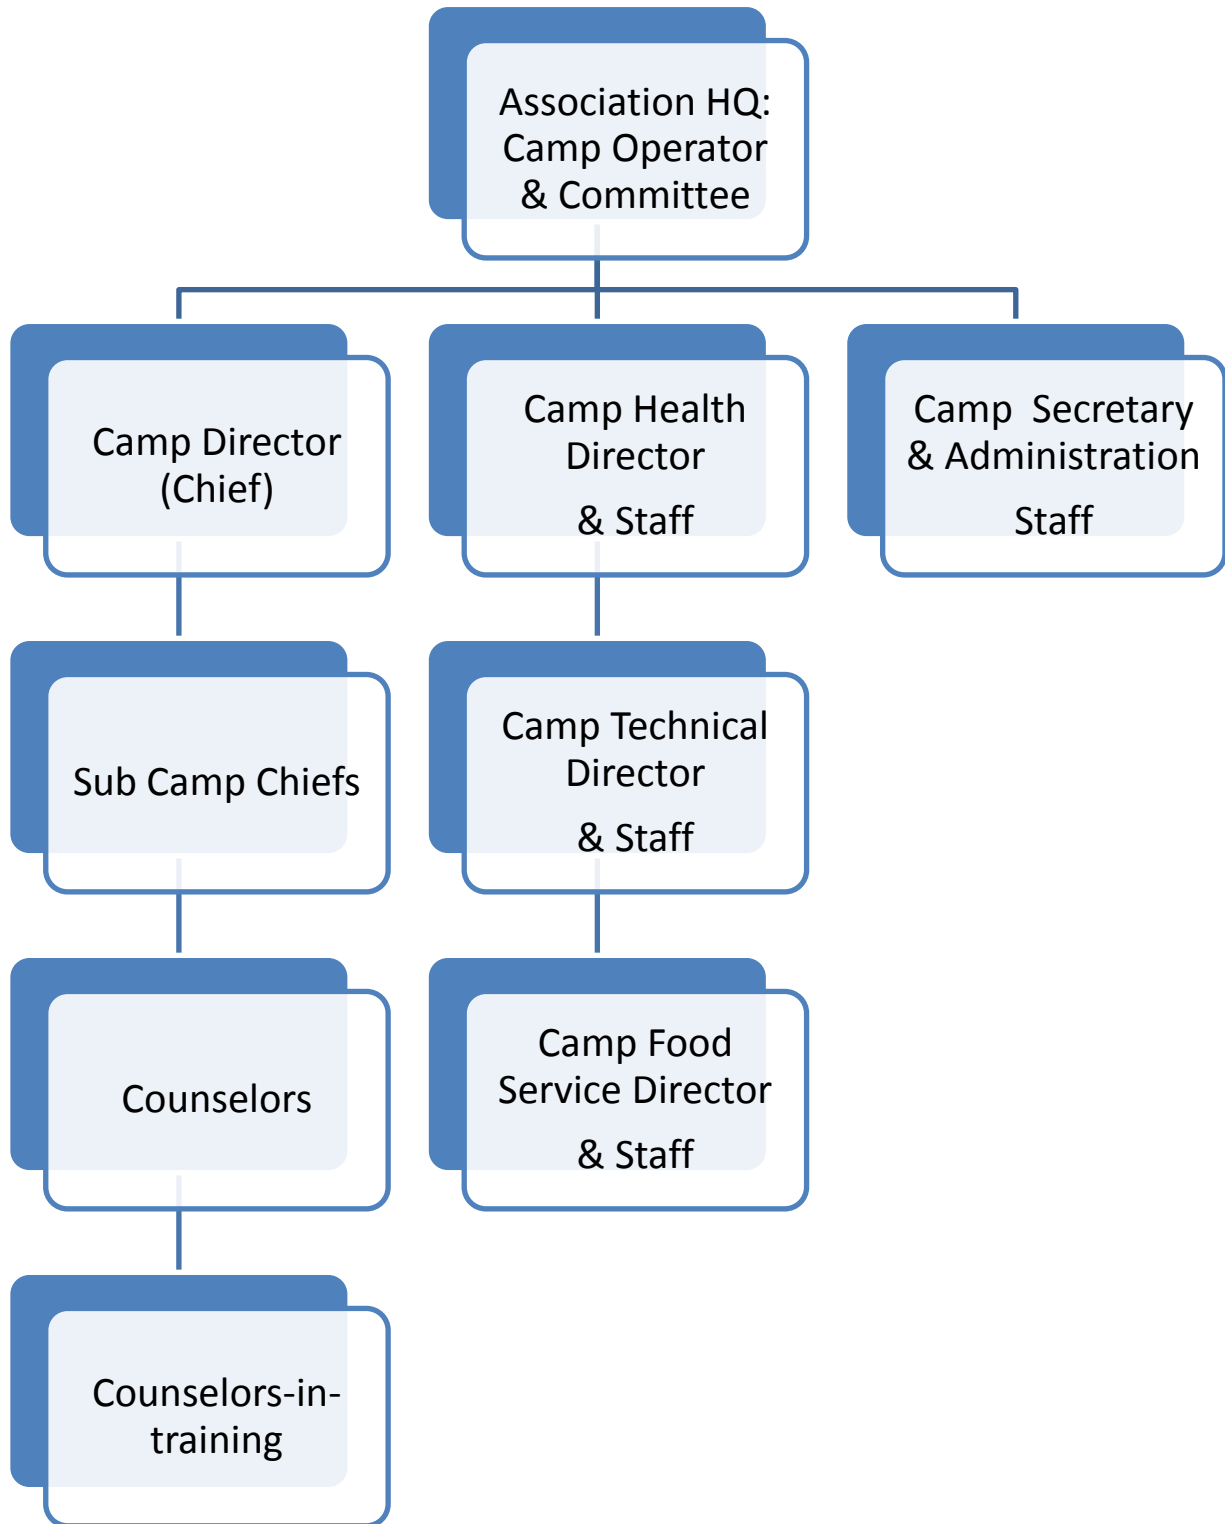 Association HQ:
Camp Operator
& Committee
Camp Director
(Chief)
Camp Health
Director
& Staff
Camp  Secretary
& Administration
Staff
Sub Camp Chiefs
Camp Technical
Director
& Staff
Counselors
Camp Food
Service Director
& Staff
Counselors-in-
training